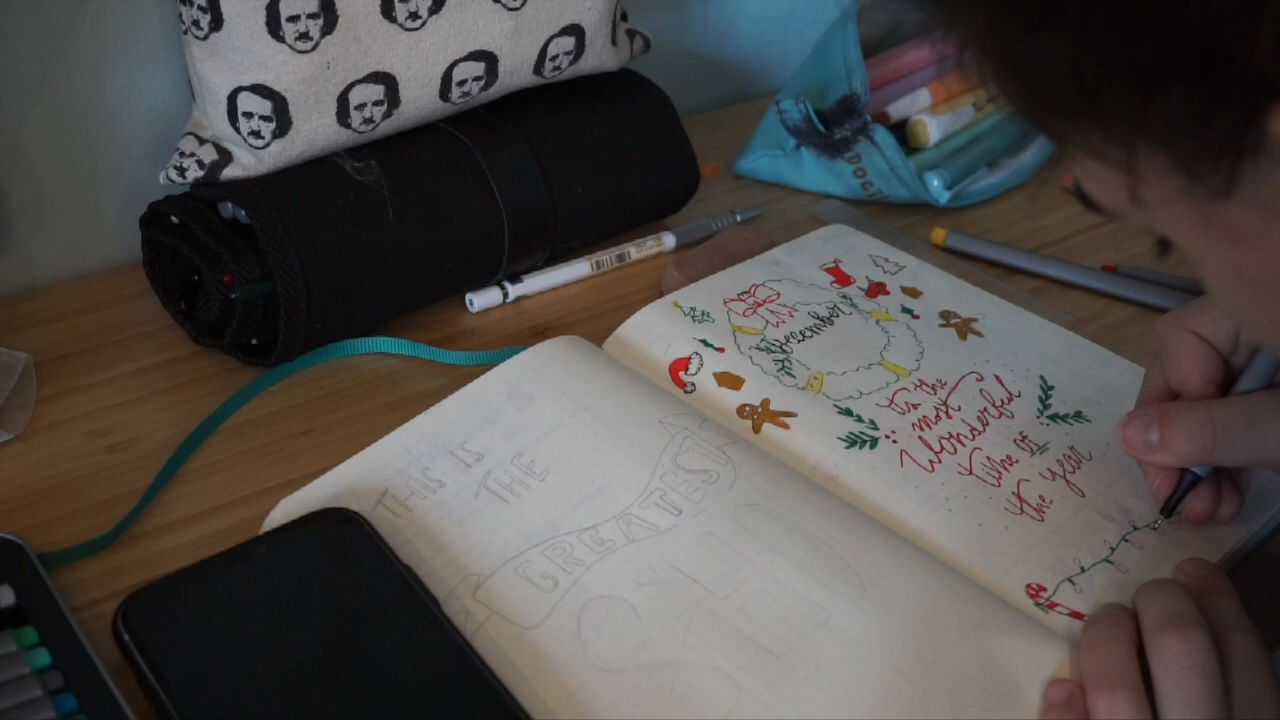 THIS IS
THE
GREATEST
December
It's the
most
Wonderful
time OF
the year